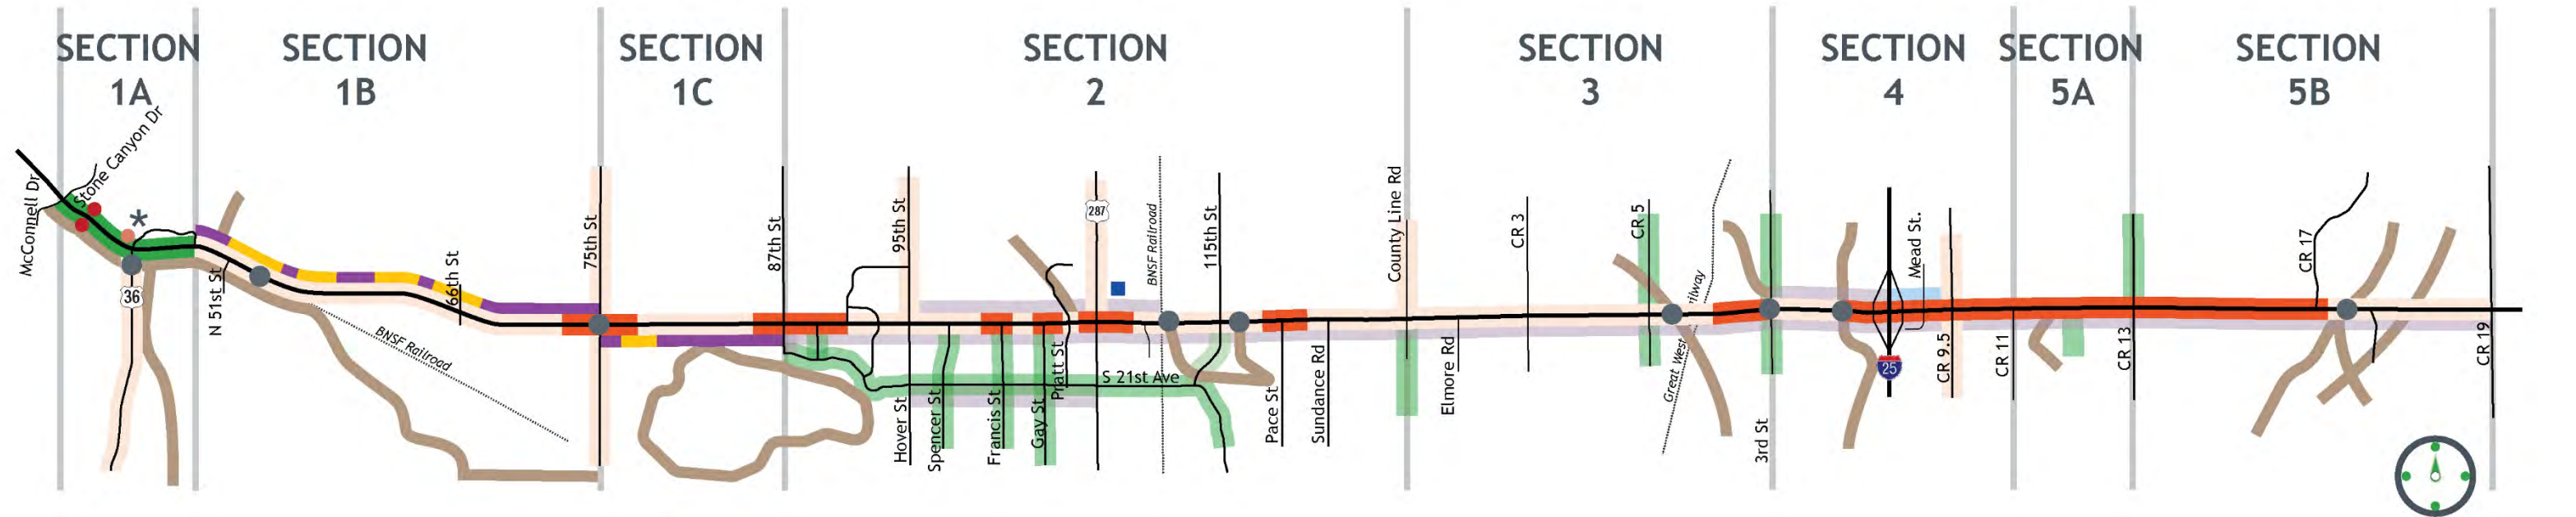 SECTION
1A
SECTION
1B
SECTION
1C
SECTION
2
SECTION
3
SECTION
4
SECTION
5A
SECTION
5B
McConnell Dr
Stone Canyon Dr
*
36
N 51st St
BNSF Railroad
66th St
75th St
87th St
95th St
Hover St
Spencer St
Francis St
Gay St
Pratt St
287
S 21st Ave
BNSF Railroad
115th St
Pace St
Sundance Rd
County Line Rd
Elmore Rd
CR 3
CR 5
Great Western Railway
3rd St
25
Mead St.
CR 9.5
CR 11
CR 13
CR 17
CR 19